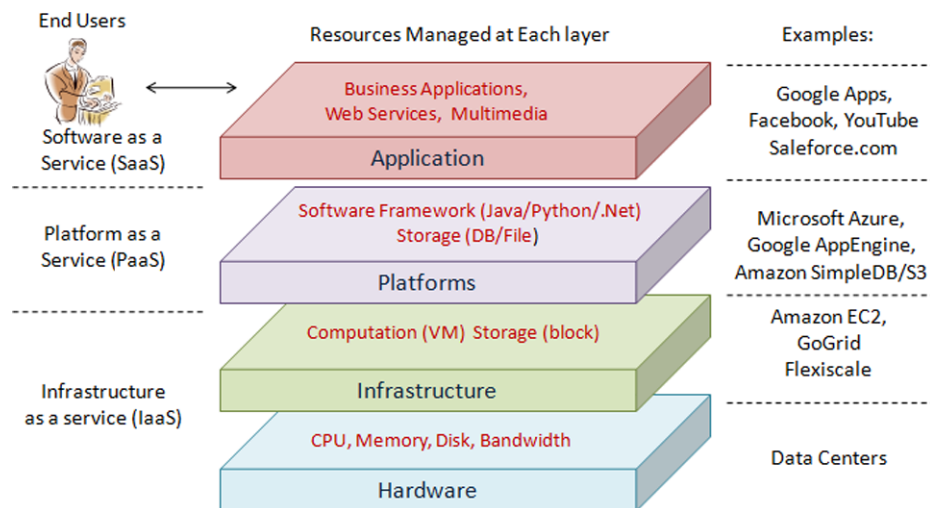 End Users
Resources Managed at Each layer
Examples:
Business Applications,
Web Services, Multimedia
Application
Software as a
Service (SaaS)
Google Apps,
Facebook, YouTube
Saleforce.com
Software Framework (Java/Python/.Net)
Storage (DB/File)
Platforms
Platform as a
Service (PaaS)
Microsoft Azure,
Google AppEngine,
Amazon SimpleDB/S3
Computation (VM) Storage (block)
Infrastructure
Amazon EC2,
GoGrid
Flexiscale
Infrastructure
as a service (IaaS)
CPU, Memory, Disk, Bandwidth
Hardware
Data Centers